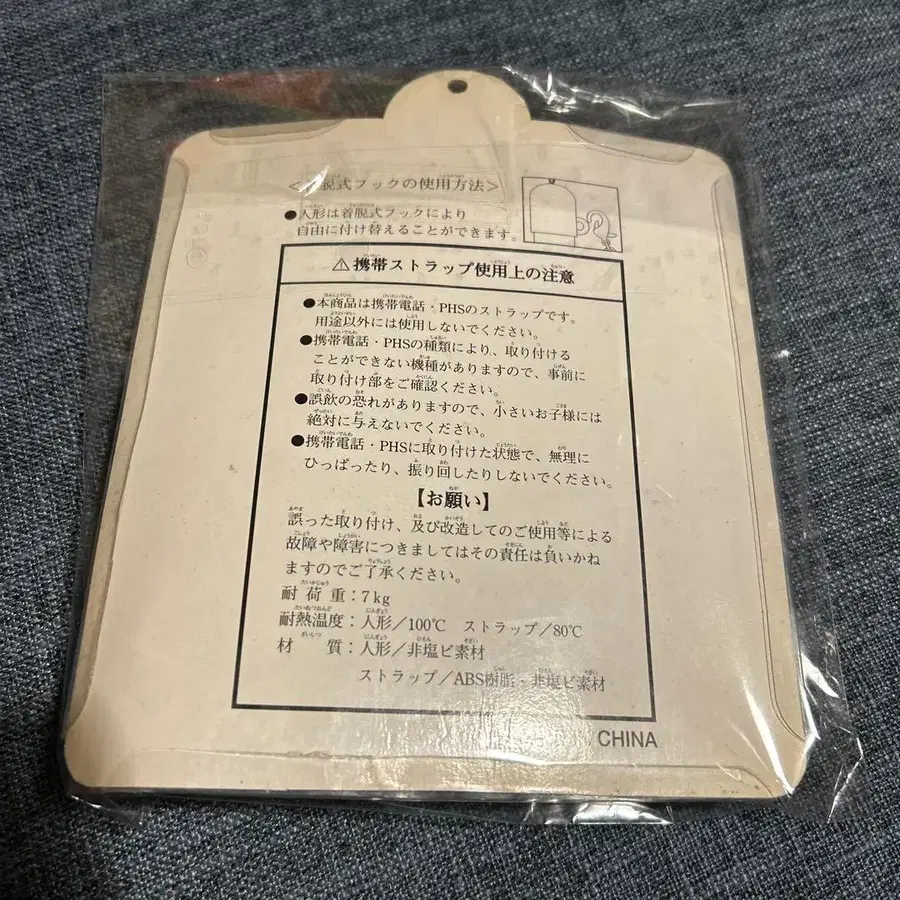 脱式フックの使用方法＞
●人形は着脱式フックにより
自由に付け替えることができます。
⚠携帯ストラップ使用上の注意
●本商品は携帯電話・PHSのストラップです。
用途以外には使用しないでください。
●携帯電話・PHSの種類により、取り付ける
ことができない機種がありますので、事前に
取り付け部をご確認ください。
●誤飲の恐れがありますので、小さいお子様には
絶対に与えないでください。
●携帯電話・PHSに取り付けた状態で、無理に
ひっぱったり、振り回したりしないでください。
【お願い】
誤った取り付け、及び改造してのご使用等による
故障や障害につきましてはその責任は負いかね
ますのでご了承ください。
耐荷重：7kg
耐熱温度：人形／100℃　ストラップ／80℃
材　質：人形／非塩ビ素材
ストラップ／ABS樹脂・非塩ビ素材
CHINA